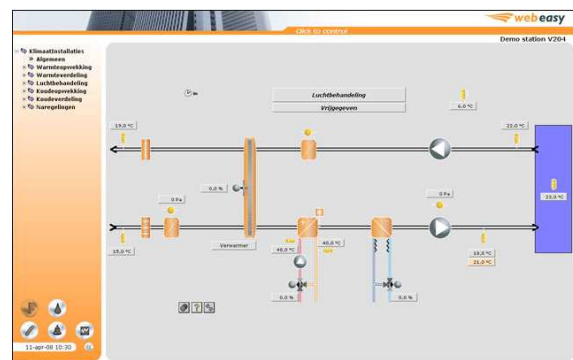 webeasy
Click to control
Demo station V204
Klimaatinstallaties
Algemeen
Warmteopwekking
Warmteverdeling
Luchtbehandeling
Koudeopwekking
Koudeverdeling
Naregelingen
Luchtbehandeling
Vrijgegeven
6,0 °C
19,0 °C
22,0 °C
23,0 °C
0,0 %
0 Pa
0 Pa
Verwarmer
40,0 °C
40,0 °C
19,0 °C
21,0 °C
0,0 %
0,0 %
11-apr-08 10:30